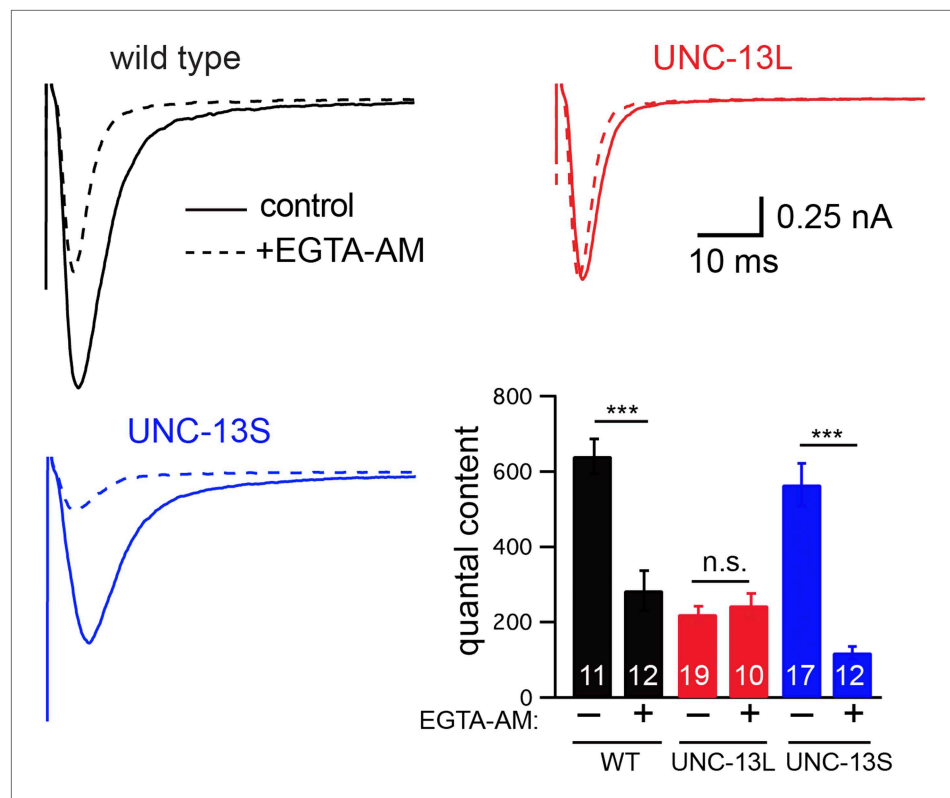 wild type
UNC-13L
control
+EGTA-AM
0.25 nA
10 ms
UNC-13S
quantal content
800
600
400
200
0
***
n.s.
***
11 12 19 10 17 12
EGTA-AM: − + − + − +
WT UNC-13L UNC-13S